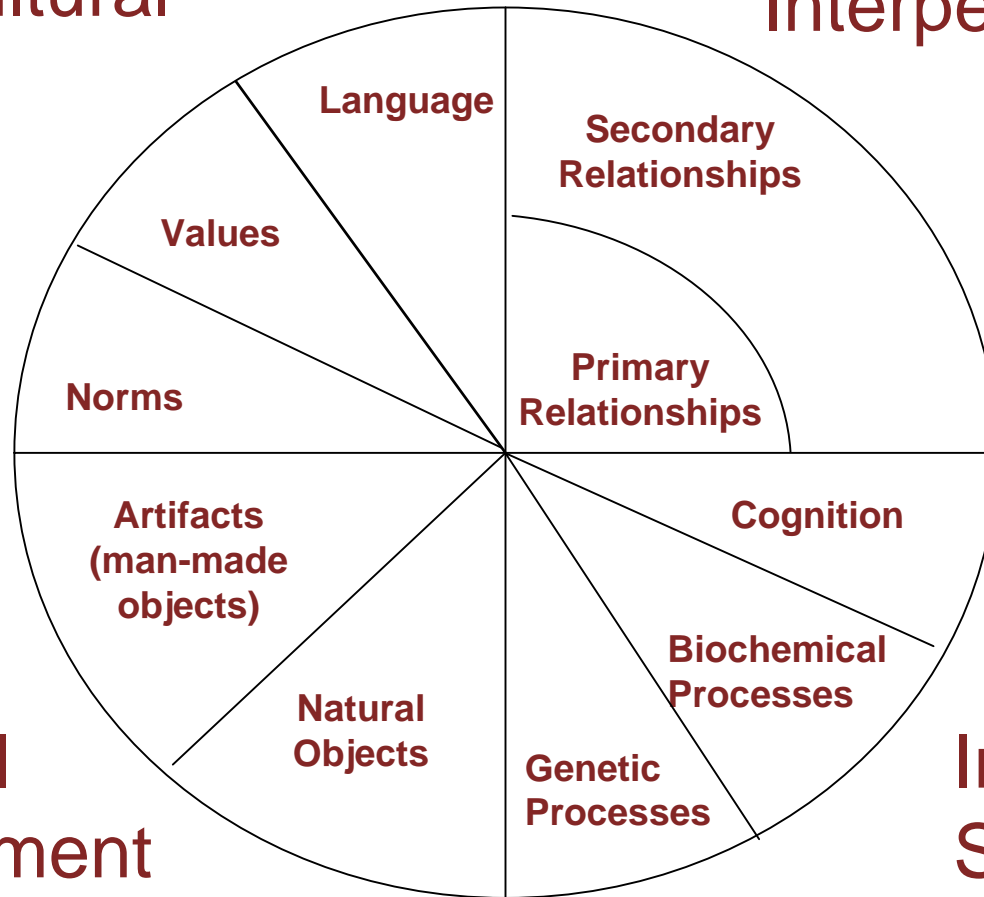 Language
Secondary
Relationships
Values
Primary
Relationships
Norms
Artifacts
(man-made
objects)
Cognition
Biochemical
Processes
Natural
Objects
Genetic
Processes